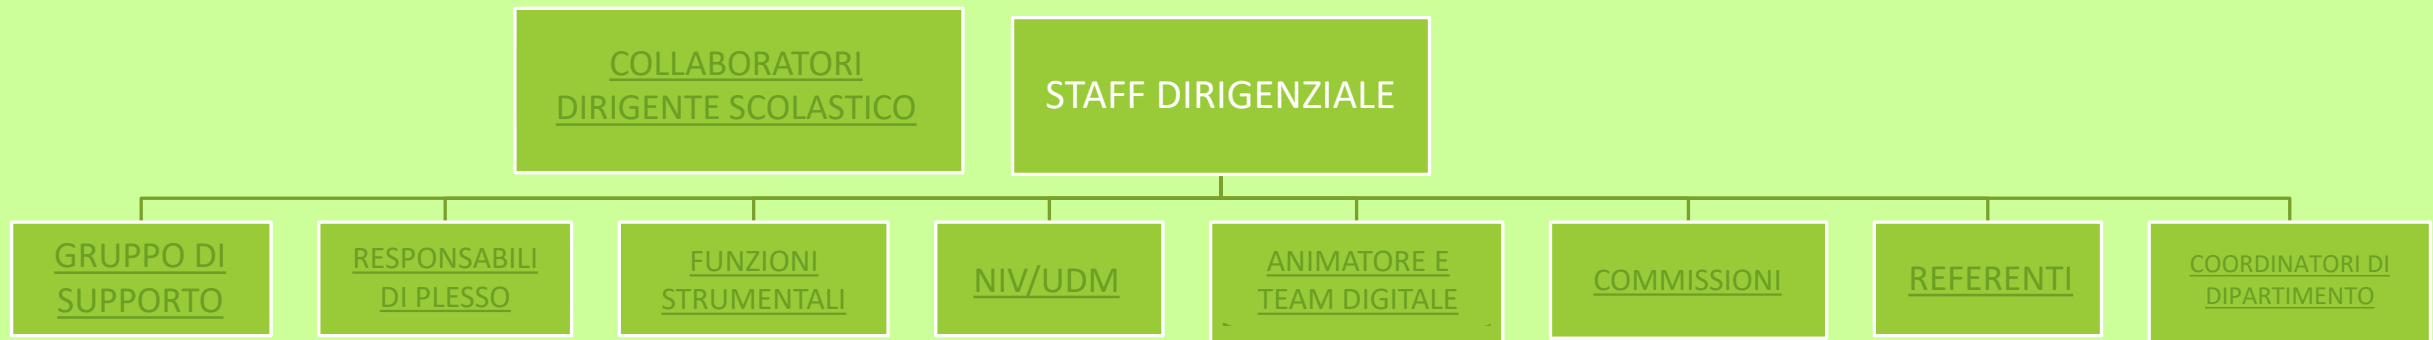 COLLABORATORI
DIRIGENTE SCOLASTICO
STAFF DIRIGENZIALE
GRUPPO DI
SUPPORTO
RESPONSABILI
DI PLESSO
FUNZIONI
STRUMENTALI
NIV/UDM
ANIMATORE E
TEAM DIGITALE
COMMISSIONI
REFERENTI
COORDINATORI DI
DIPARTIMENTO